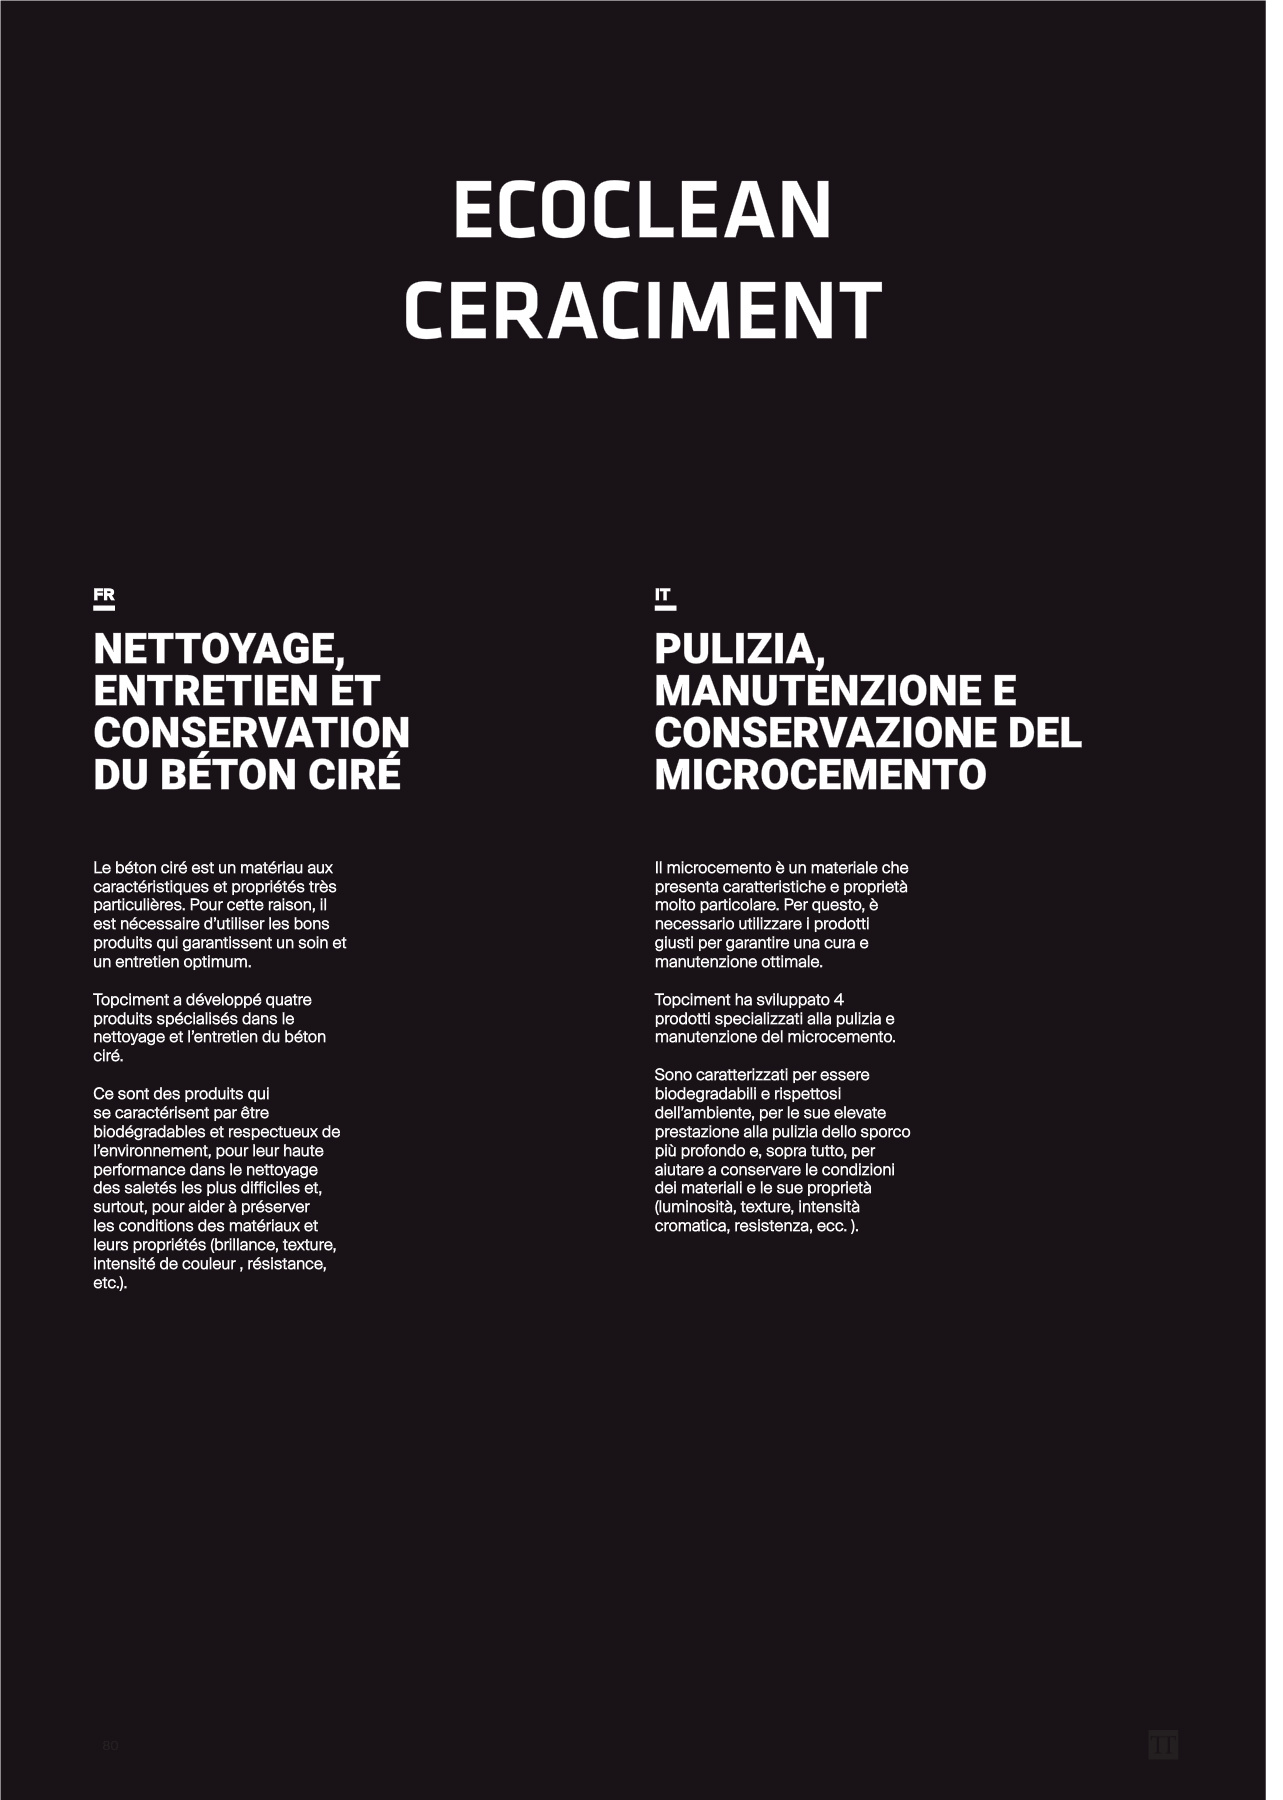 ECOCLEAN
CERACIMENT
FR
NETTOYAGE,
ENTRETIEN ET
CONSERVATION
DU BÉTON CIRÉ
Le béton ciré est un matériau aux
caractéristiques et propriétés très
particulières. Pour cette raison, il
est nécessaire d’utiliser les bons
produits qui garantissent un soin et
un entretien optimum.
Topciment a développé quatre
produits spécialisés dans le
nettoyage et l’entretien du béton
ciré.
Ce sont des produits qui
se caractérisent par être
biodégradables et respectueux de
l’environnement, pour leur haute
performance dans le nettoyage
des saletés les plus difficiles et,
surtout, pour aider à préserver
les conditions des matériaux et
leurs propriétés (brillance, texture,
intensité de couleur , résistance,
etc.).
IT
PULIZIA,
MANUTENZIONE E
CONSERVAZIONE DEL
MICROCEMENTO
Il microcemento è un materiale che
presenta caratteristiche e proprietà
molto particolare. Per questo, è
necessario utilizzare i prodotti
giusti per garantire una cura e
manutenzione ottimale.
Topciment ha sviluppato 4
prodotti specializzati alla pulizia e
manutenzione del microcemento.
Sono caratterizzati per essere
biodegradabili e rispettosi
dell’ambiente, per le sue elevate
prestazione alla pulizia dello sporco
più profondo e, sopra tutto, per
aiutare a conservare le condizioni
dei materiali e le sue proprietà
(luminosità, texture, intensità
cromatica, resistenza, ecc. ).
80